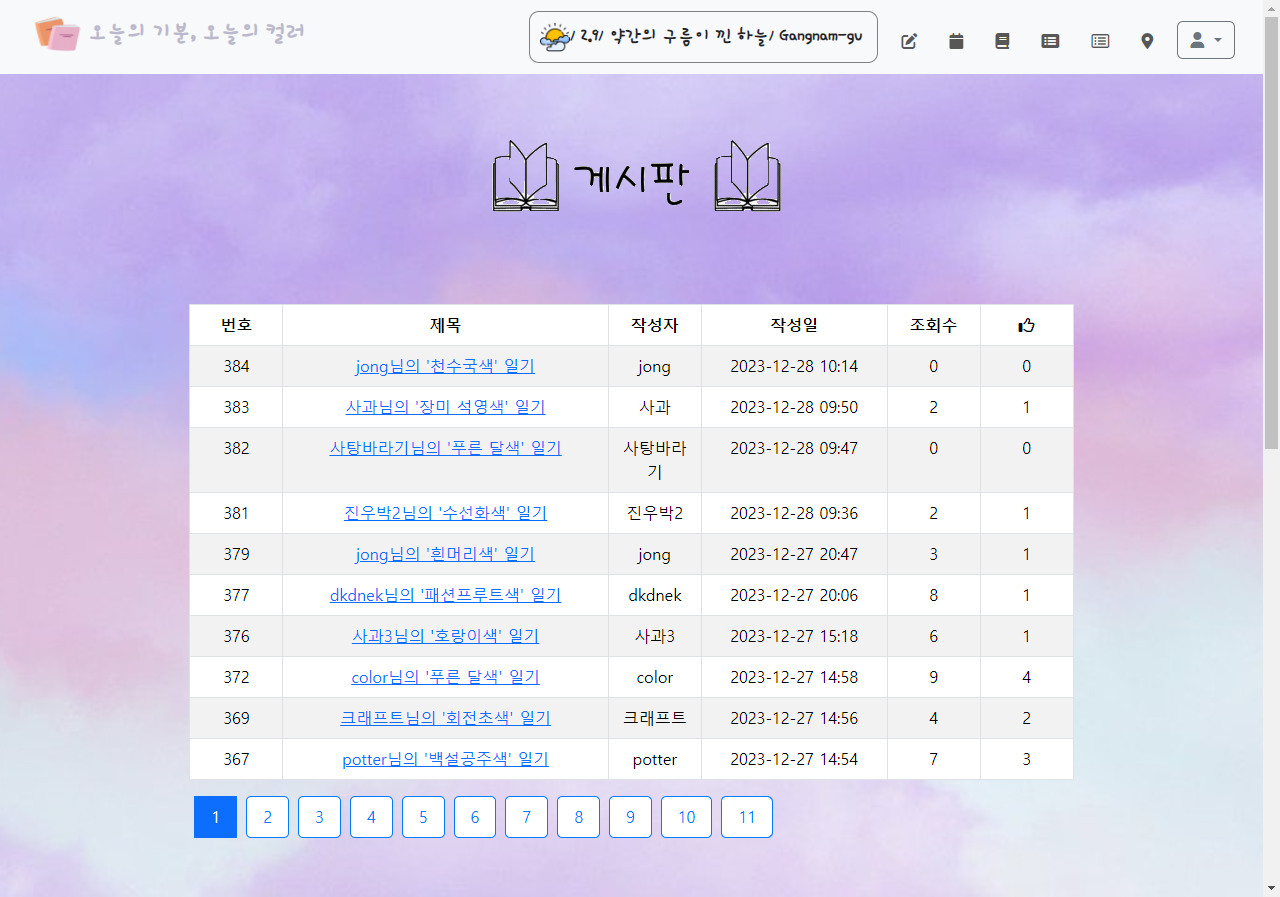 오늘의 기분, 오늘의 컬러
/ 2.9/ 약간의 구름이 낀 하늘/ Gangnam-gu
게시판
번호 제목 작성자 작성일 조회수
384 jong님의 '천수국색' 일기 jong 2023-12-28 10:14 0 0
383 사과님의 '장미 석영색' 일기 사과 2023-12-28 09:50 2 1
382 사탕바라기님의 '푸른 달색' 일기 사탕바라기 2023-12-28 09:47 0 0
381 진우박2님의 '수선화색' 일기 진우박2 2023-12-28 09:36 2 1
379 jong님의 '흰머리색' 일기 jong 2023-12-27 20:47 3 1
377 dkdnek님의 '패션프루트색' 일기 dkdnek 2023-12-27 20:06 8 1
376 사과3님의 '호랑이색' 일기 사과3 2023-12-27 15:18 6 1
372 color님의 '푸른 달색' 일기 color 2023-12-27 14:58 9 4
369 크래프트님의 '회전초색' 일기 크래프트 2023-12-27 14:56 4 2
367 potter님의 '백설공주색' 일기 potter 2023-12-27 14:54 7 3
1 2 3 4 5 6 7 8 9 10 11